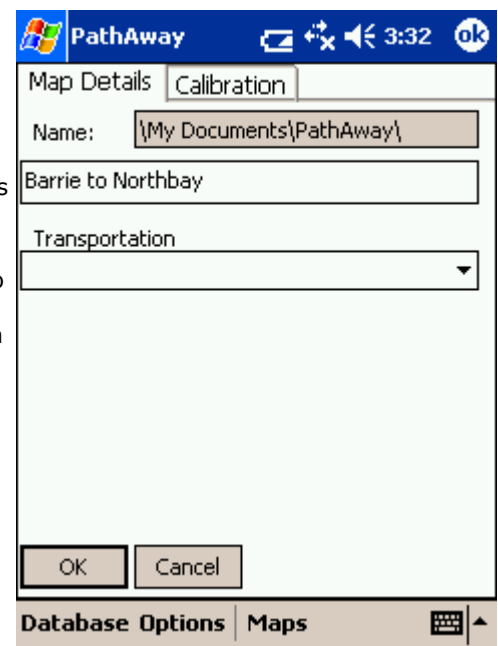 PathAway 3:32 ok
Map Details Calibration
Name: \My Documents\PathAway\
s
Barrie to Northbay
Transportation
OK Cancel
Database Options Maps